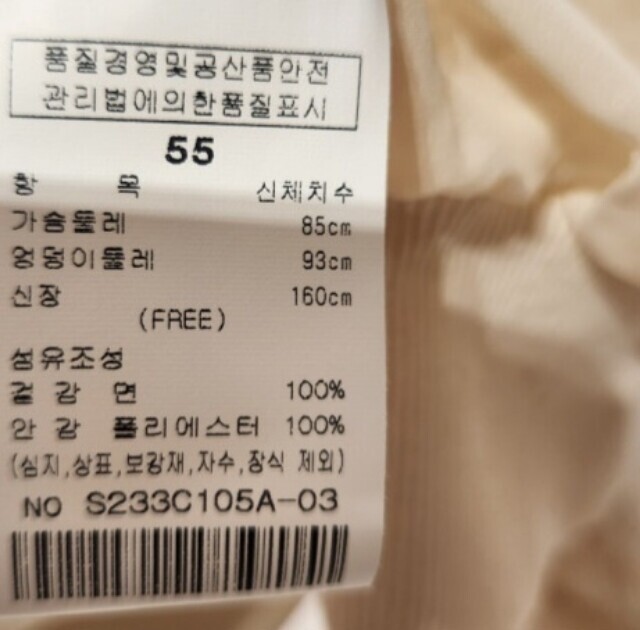 품질경영및공산품안전
관리법에의한품질표시
55
항 목 신체치수
가슴둘레 85cm
엉덩이둘레 93cm
신장 160cm
(FREE)
섬유조성
겉 감 면 100%
안 감 폴리에스터 100%
(심지,상표,보강재,자수,장식 제외)
NO S233C105A-03